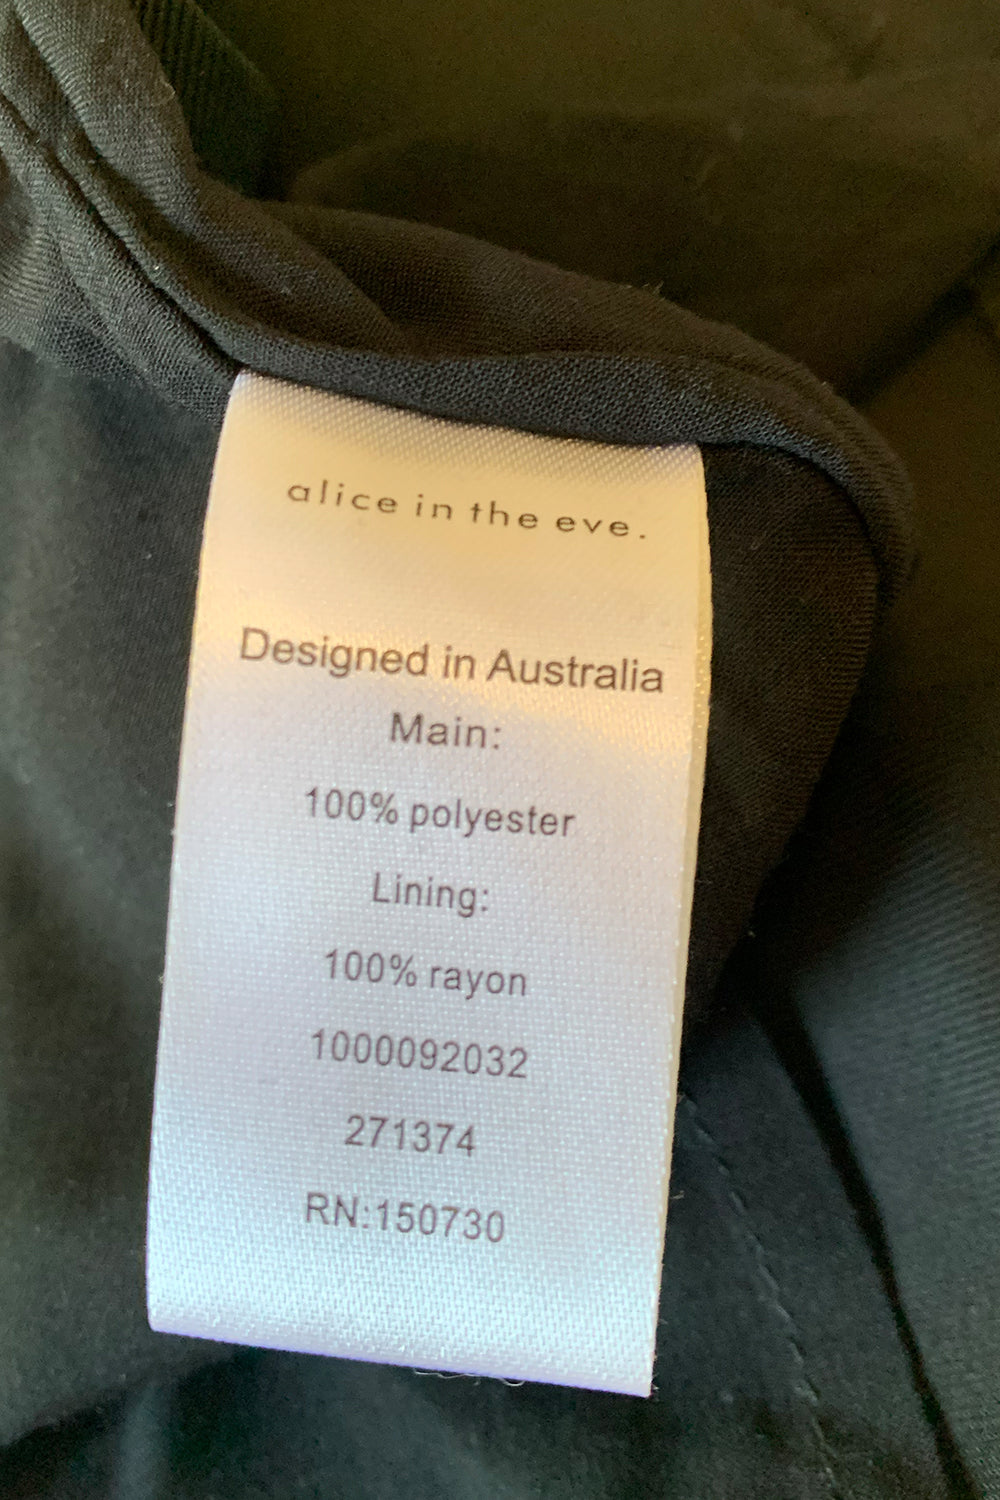 alice in the eve.
Designed in Australia
Main:
100% polyester
Lining:
100% rayon
1000092032
271374
RN:150730